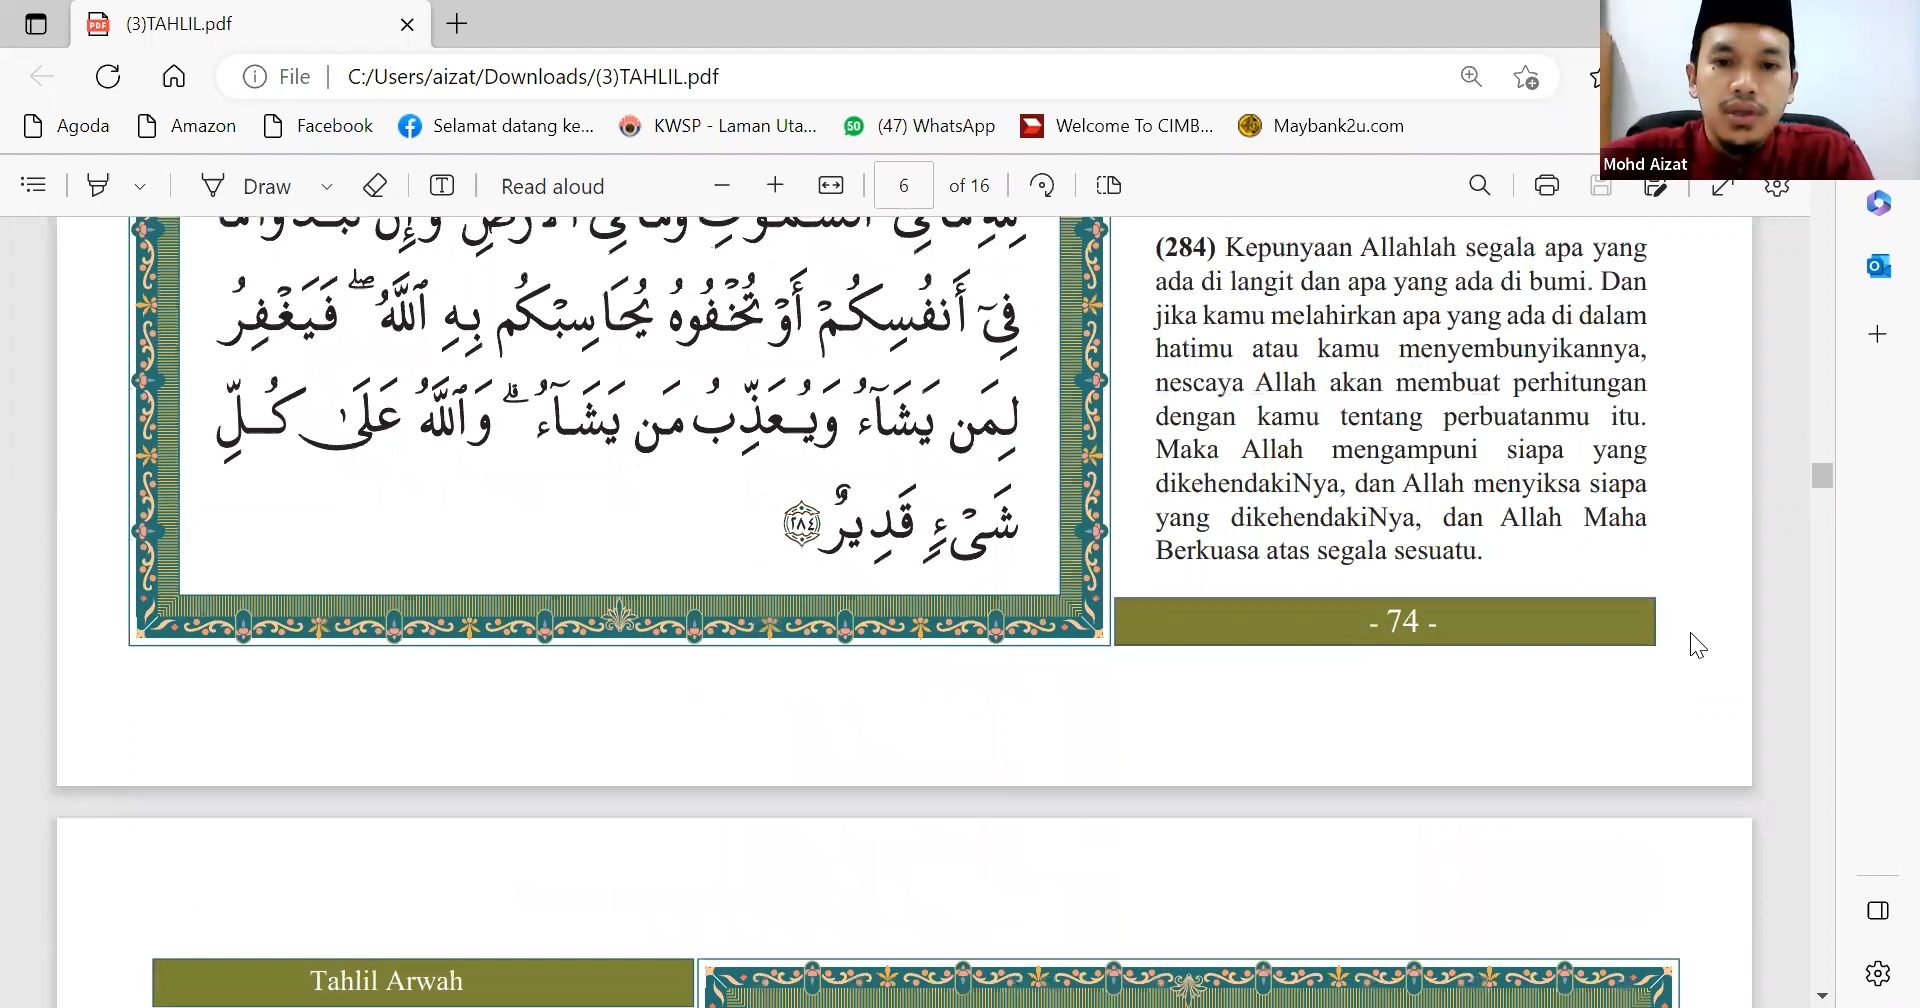 (3)TAHLIL.pdf
File
C:/Users/aizat/Downloads/(3)TAHLIL.pdf
Agoda
Amazon
Facebook
Selamat datang ke...
KWSP - Laman Uta...
50
(47) WhatsApp
Welcome To CIMB...
Maybank2u.com
Mohd Aizat
Draw
Read aloud
6
of 16
لِّلَّهِ مَا فِى ٱلسَّمَـٰوَٰتِ وَمَا فِى ٱلْأَرْضِ وَإِن تُبْدُوا۟ مَا
فِىٓ أَنفُسِكُمْ أَوْ تُخْفُوهُ يُحَاسِبْكُم بِهِ ٱللَّهُ ۖ فَيَغْفِرُ
لِمَن يَشَآءُ وَيُعَذِّبُ مَن يَشَآءُ ۗ وَٱللَّهُ عَلَىٰ كُلِّ
شَىْءٍ قَدِيرٌ ٢٨٤
(284) Kepunyaan Allahlah segala apa yang
ada di langit dan apa yang ada di bumi. Dan
jika kamu melahirkan apa yang ada di dalam
hatimu atau kamu menyembunyikannya,
nescaya Allah akan membuat perhitungan
dengan kamu tentang perbuatanmu itu.
Maka Allah mengampuni siapa yang
dikehendakiNya, dan Allah menyiksa siapa
yang dikehendakiNya, dan Allah Maha
Berkuasa atas segala sesuatu.
- 74 -
Tahlil Arwah